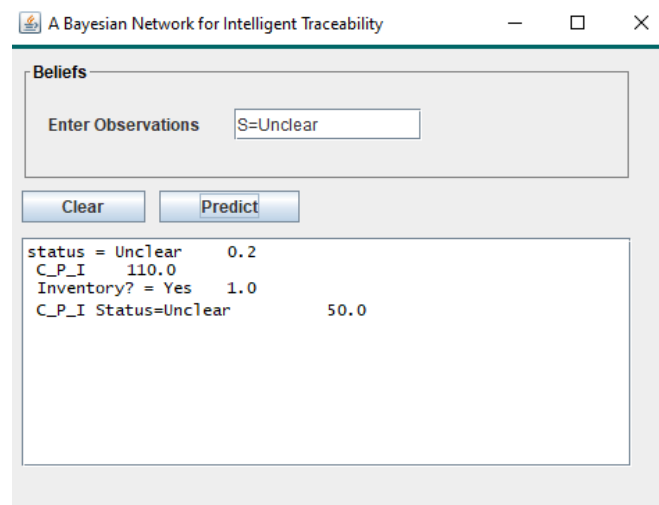 A Bayesian Network for Intelligent Traceability
Beliefs
Enter Observations S=Unclear
Clear Predict
status = Unclear 0.2
C_P_I 110.0
Inventory? = Yes 1.0
C_P_I Status=Unclear 50.0